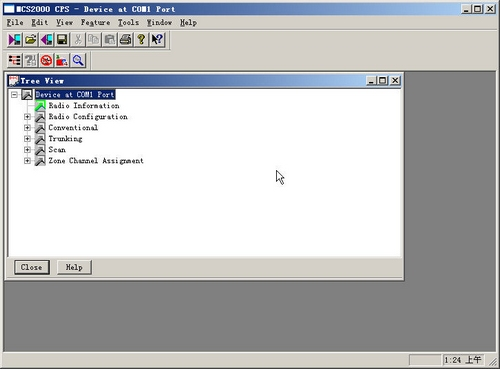 MCS2000 CPS - Device at COM1 Port
File Edit View Feature Tools Window Help
Tree View
Device at COM1 Port
Radio Information
Radio Configuration
Conventional
Trunking
Scan
Zone Channel Assignment
Close Help
1:24 上午